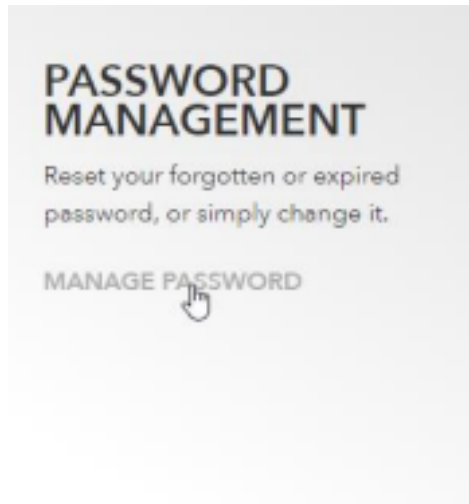 PASSWORD
MANAGEMENT
Reset your forgotten or expired
password, or simply change it.
MANAGE PASSWORD